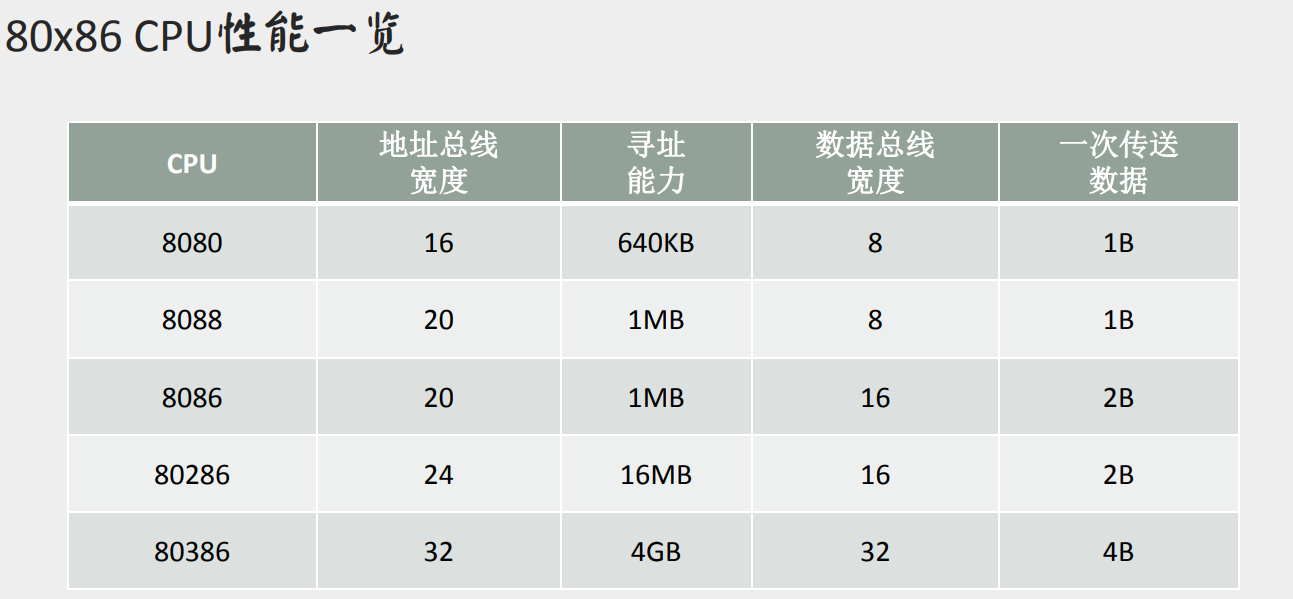 80x86 CPU性能一览
CPU 地址总线宽度 寻址能力 数据总线宽度 一次传送数据
8080 16 640KB 8 1B
8088 20 1MB 8 1B
8086 20 1MB 16 2B
80286 24 16MB 16 2B
80386 32 4GB 32 4B